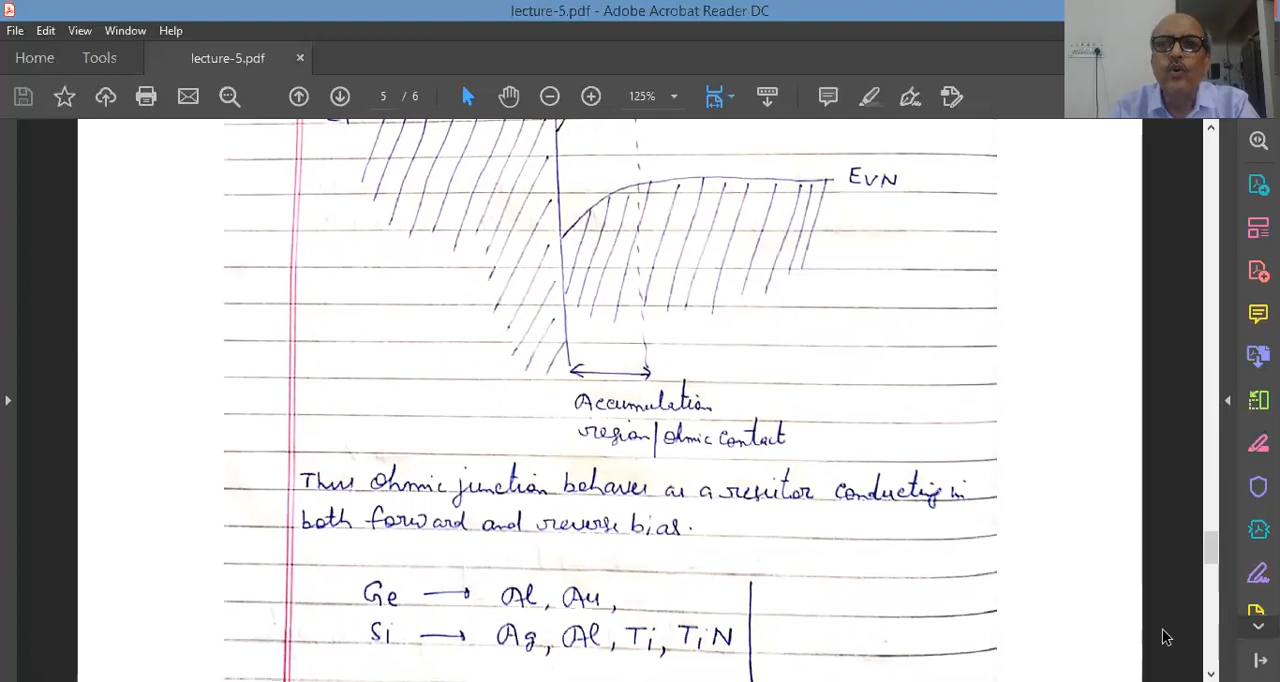 lecture-5.pdf - Adobe Acrobat Reader DC
File Edit View Window Help
Home Tools lecture-5.pdf ×
5 / 6 125%
EVN
Accumulation
region/ohmic contact
Thus ohmic junction behaves as a resistor conducting in
both forward and reverse bias.
Ge → Al, Au,
Si → Ag, Al, Ti, TiN